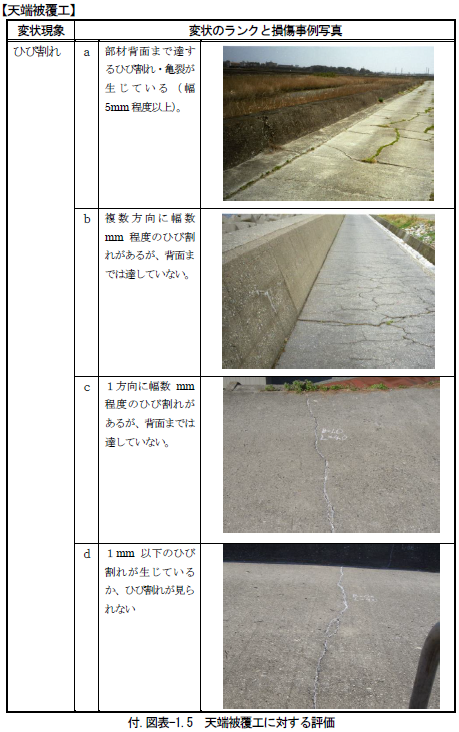 【天端被覆工】
変状現象 変状のランクと損傷事例写真
ひび割れ a 部材背面まで達す
るひび割れ・亀裂が
生じている（幅
5mm 程度以上)。
b 複数方向に幅数
mm 程度のひび割
れがあるが、背面ま
では達していない。
c １方向に幅数 mm
程度のひび割れが
あるが、背面までは
達していない。
d １mm 以下のひび
割れが生じている
か、ひび割れが見ら
れない
付.図表-1.5 天端被覆工に対する評価